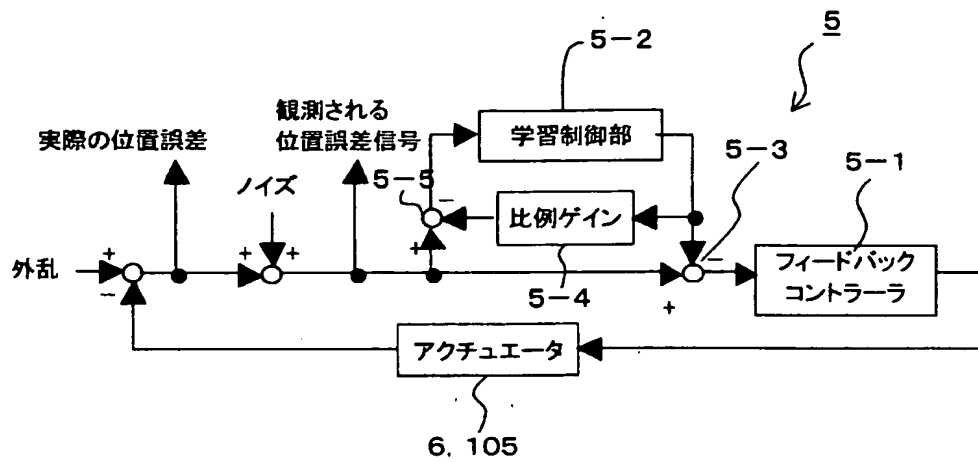 5
5-2
観測される
位置誤差信号
実際の位置誤差
学習制御部
5-3
5-1
ノイズ
5-5
−
比例ゲイン
+
外乱
+
−
+
+
5-4
−
+
フィードバック
コントラーラ
アクチュエータ
6, 105